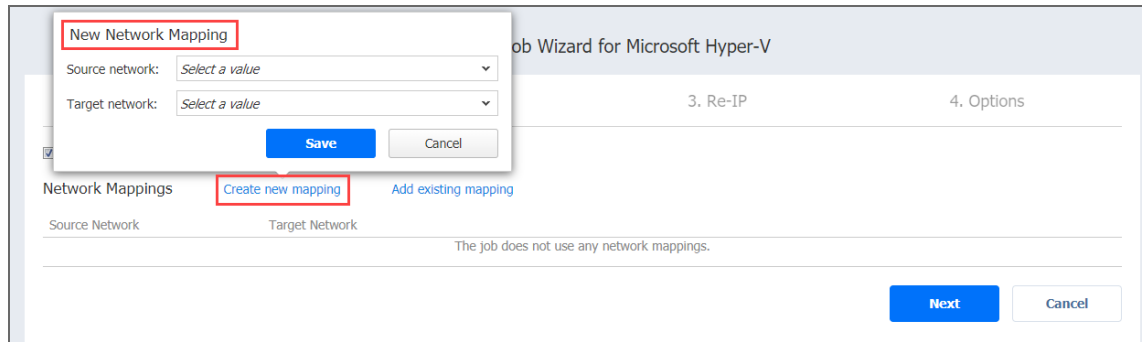 New Network Mapping
ob Wizard for Microsoft Hyper-V
Source network: Select a value
Target network: Select a value
3. Re-IP 4. Options
Save Cancel
Network Mappings Create new mapping Add existing mapping
Source Network Target Network
The job does not use any network mappings.
Next Cancel